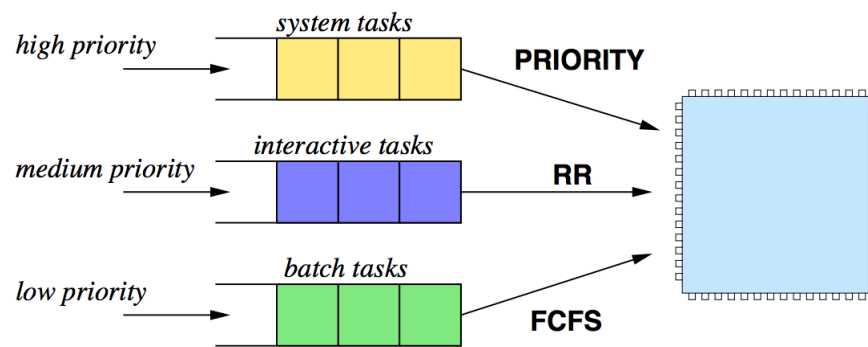 system tasks
high priority
PRIORITY
interactive tasks
medium priority
RR
batch tasks
low priority
FCFS